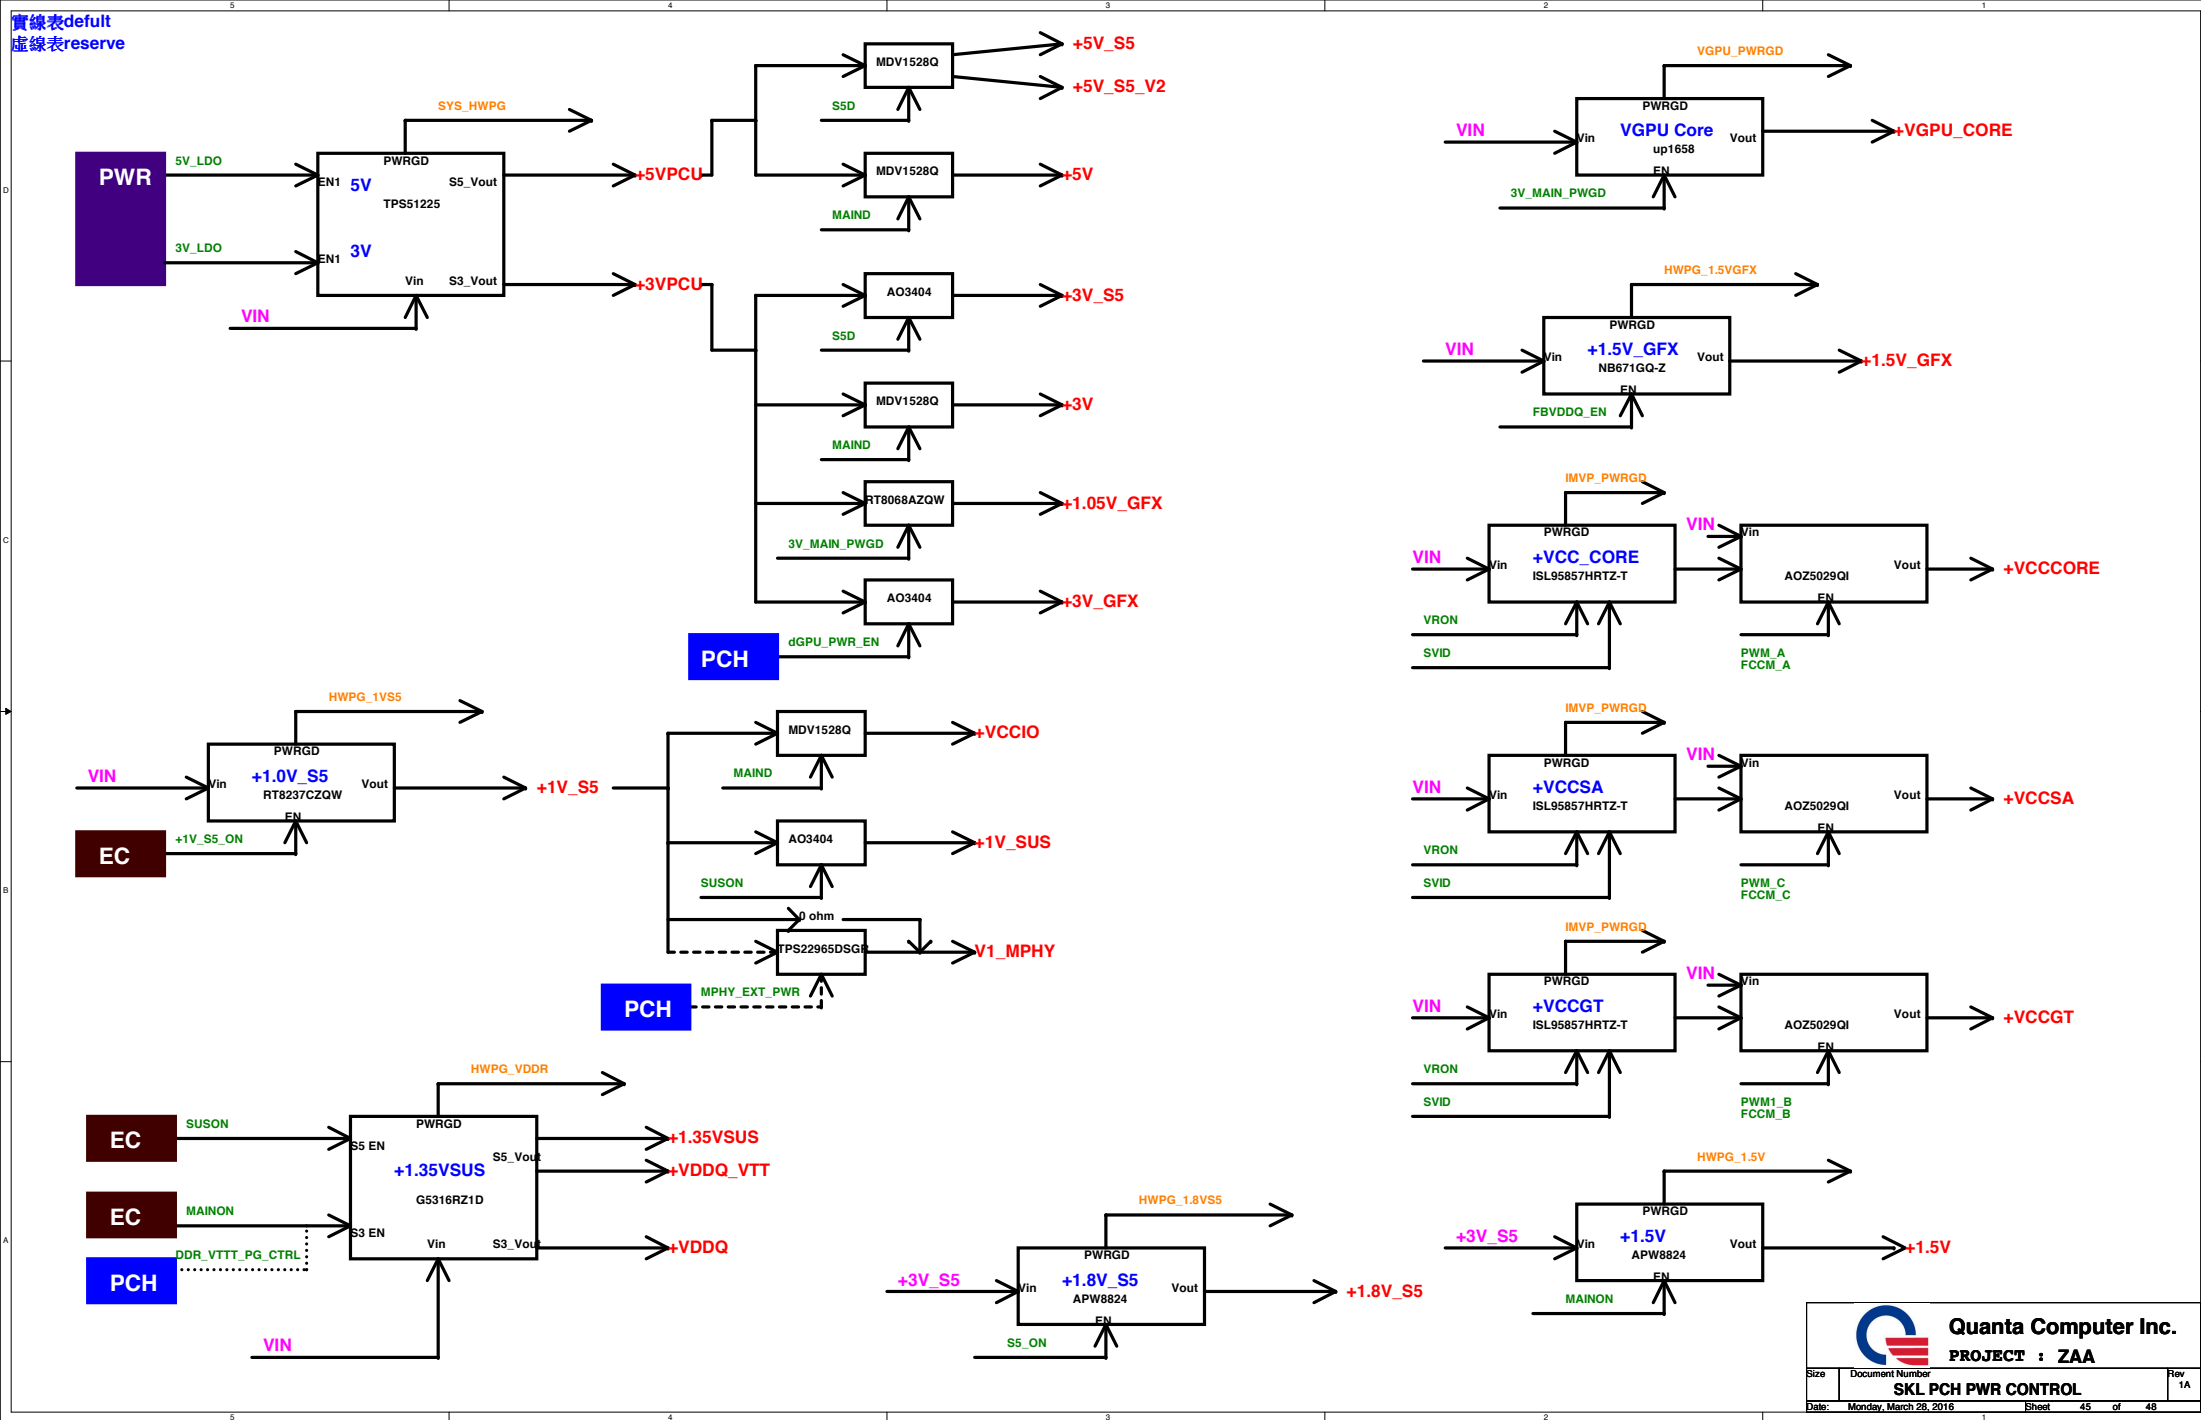 5 4 3 2 1
實線表defult
虛線表reserve
PWR
5V_LDO
3V_LDO
SYS_HWPG
PWRGD
EN1
5V
S5_Vout
TPS51225
EN1
3V
Vin
S3_Vout
VIN
+5VPCU
+3VPCU
MDV1528Q
S5D
+5V_S5
+5V_S5_V2
MDV1528Q
MAIND
+5V
AO3404
S5D
+3V_S5
MDV1528Q
MAIND
+3V
RT8068AZQW
3V_MAIN_PWGD
+1.05V_GFX
AO3404
dGPU_PWR_EN
+3V_GFX
PCH
HWPG_1VS5
PWRGD
VIN
Vin
+1.0V_S5
RT8237CZQW
Vout
EN
EC
+1V_S5_ON
+1V_S5
MDV1528Q
MAIND
+VCCIO
AO3404
SUSON
+1V_SUS
0 ohm
TPS22965DSGR
V1_MPHY
PCH
MPHY_EXT_PWR
HWPG_VDDR
EC
SUSON
PWRGD
S5 EN
S5_Vout
+1.35VSUS
G5316RZ1D
EC
MAINON
S3 EN
Vin
S3_Vout
DDR_VTTT_PG_CTRL
PCH
VIN
+1.35VSUS
+VDDQ_VTT
+VDDQ
HWPG_1.8VS5
PWRGD
+3V_S5
Vin
+1.8V_S5
APW8824
Vout
EN
S5_ON
+1.8V_S5
VGPU_PWRGD
PWRGD
VIN
Vin
VGPU Core
up1658
Vout
EN
3V_MAIN_PWGD
+VGPU_CORE
HWPG_1.5VGFX
PWRGD
VIN
Vin
+1.5V_GFX
NB671GQ-Z
Vout
EN
FBVDDQ_EN
+1.5V_GFX
IMVP_PWRGD
PWRGD
VIN
Vin
+VCC_CORE
ISL95857HRTZ-T
VRON
SVID
VIN
Vin
AOZ5029QI
Vout
EN
PWM_A
FCCM_A
+VCCCORE
IMVP_PWRGD
PWRGD
VIN
Vin
+VCCSA
ISL95857HRTZ-T
VRON
SVID
VIN
Vin
AOZ5029QI
Vout
EN
PWM_C
FCCM_C
+VCCSA
IMVP_PWRGD
PWRGD
VIN
Vin
+VCCGT
ISL95857HRTZ-T
VRON
SVID
VIN
Vin
AOZ5029QI
Vout
EN
PWM1_B
FCCM_B
+VCCGT
HWPG_1.5V
PWRGD
+3V_S5
Vin
+1.5V
APW8824
Vout
EN
MAINON
+1.5V
D
C
B
A
Quanta Computer Inc.
PROJECT : ZAA
Size Document Number Rev
SKL PCH PWR CONTROL 1A
Date: Monday, March 28, 2016 Sheet 45 of 48
5 4 3 2 1